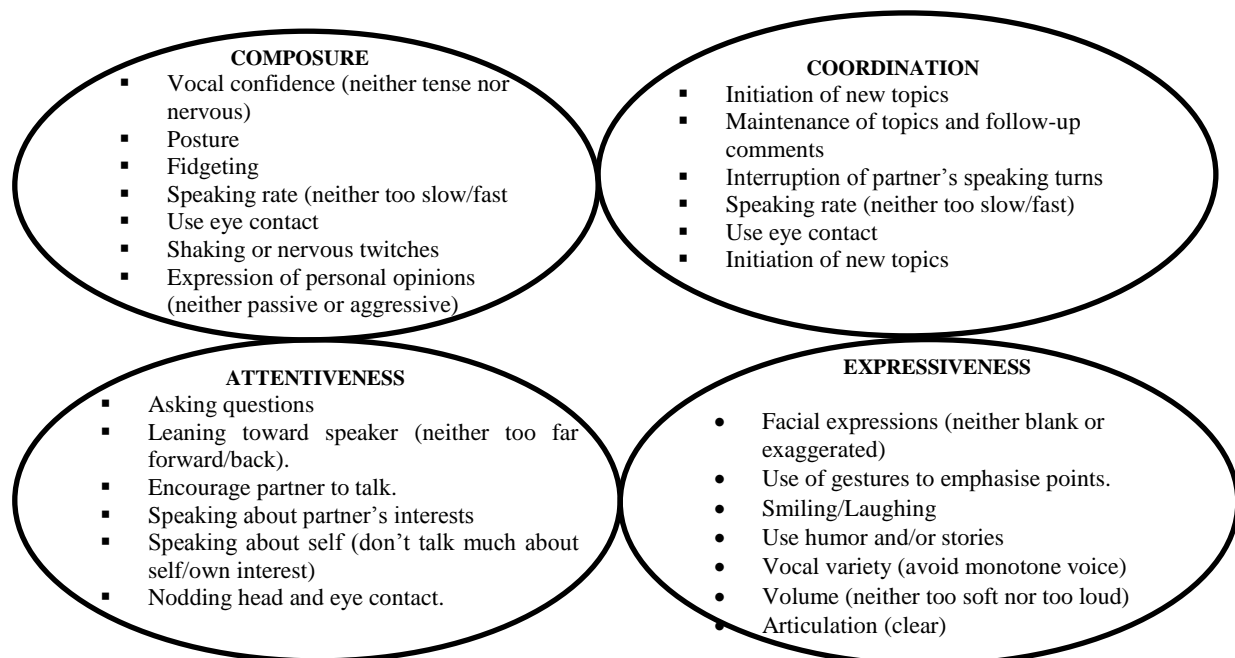 COMPOSURE
▪ Vocal confidence (neither tense nor
nervous)
▪ Posture
▪ Fidgeting
▪ Speaking rate (neither too slow/fast
▪ Use eye contact
▪ Shaking or nervous twitches
▪ Expression of personal opinions
(neither passive or aggressive)
COORDINATION
▪ Initiation of new topics
▪ Maintenance of topics and follow-up
comments
▪ Interruption of partner’s speaking turns
▪ Speaking rate (neither too slow/fast)
▪ Use eye contact
▪ Initiation of new topics
ATTENTIVENESS
▪ Asking questions
▪ Leaning toward speaker (neither too far
forward/back).
▪ Encourage partner to talk.
▪ Speaking about partner’s interests
▪ Speaking about self (don’t talk much about
self/own interest)
▪ Nodding head and eye contact.
EXPRESSIVENESS
• Facial expressions (neither blank or
exaggerated)
• Use of gestures to emphasise points.
• Smiling/Laughing
• Use humor and/or stories
• Vocal variety (avoid monotone voice)
• Volume (neither too soft nor too loud)
• Articulation (clear)